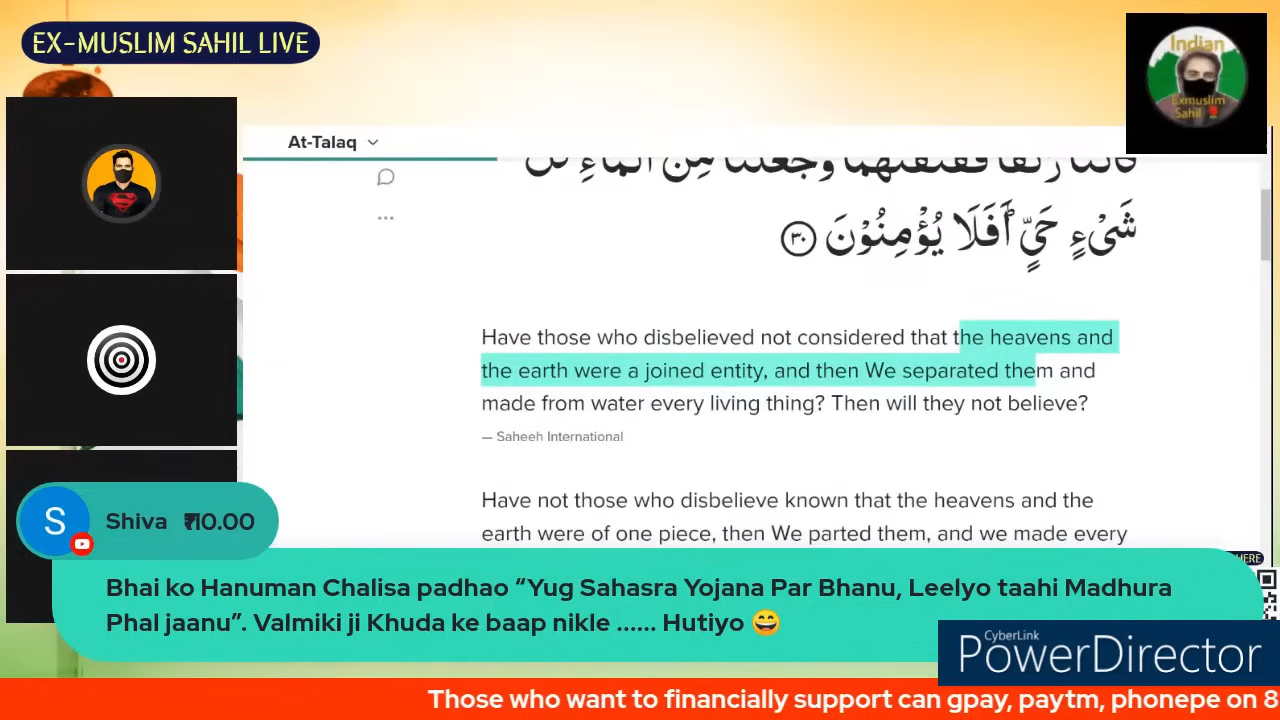 EX-MUSLIM SAHIL LIVE
Indian
Exmuslim
Sahil
At-Talaq
كَانَتَا رَتْقًا فَفَتَقْنٰهُمَا وَجَعَلْنَا مِنَ الْمَآءِ كُلَّ
شَیْءٍ حَیٍّ ؕ اَفَلَا یُؤْمِنُوْنَ ۳۰
Have those who disbelieved not considered that the heavens and
the earth were a joined entity, and then We separated them and
made from water every living thing? Then will they not believe?
— Saheeh International
Have not those who disbelieve known that the heavens and the
earth were of one piece, then We parted them, and we made every
S
Shiva
Bhai ko Hanuman Chalisa padhao “Yug Sahasra Yojana Par Bhanu, Leelyo taahi Madhura
Phal jaanu”. Valmiki ji Khuda ke baap nikle ...... Hutiyo 😄
HERE
CyberLink
PowerDirector
Those who want to financially support can gpay, paytm, phonepe on 8